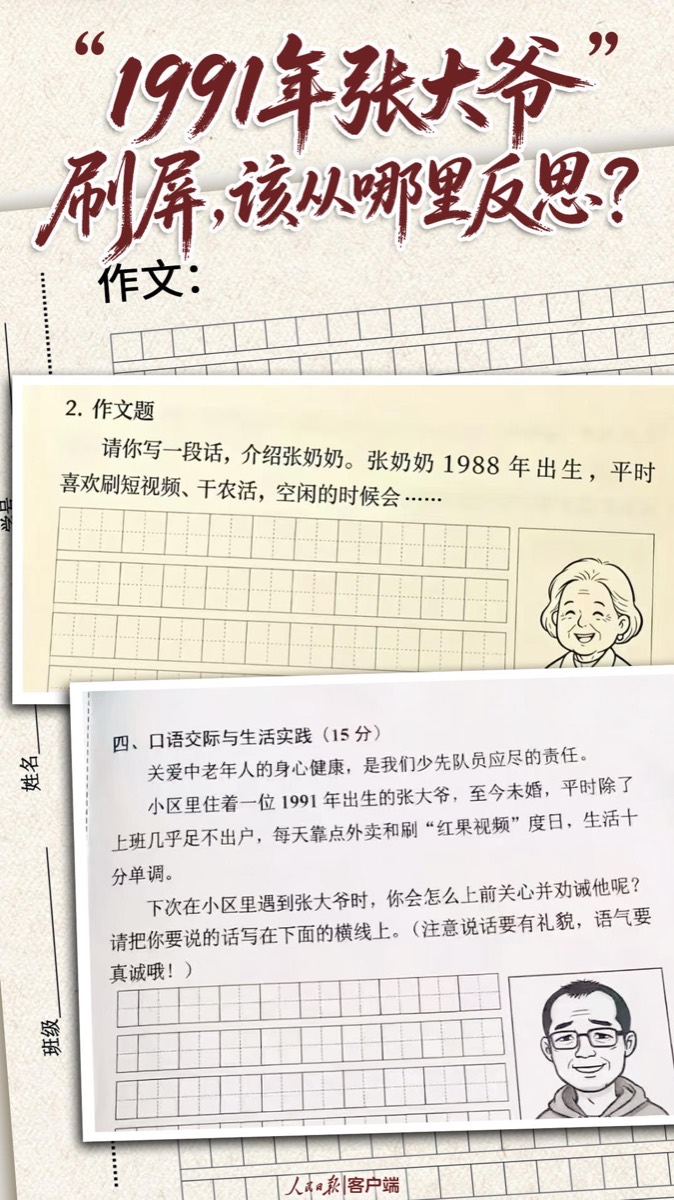 “1991年张大爷”
刷屏，该从哪里反思？
作文：
2. 作文题
请你写一段话，介绍张奶奶。张奶奶 1988 年出生，平时
喜欢刷短视频、干农活，空闲的时候会……
学号
四、口语交际与生活实践（15 分）
关爱中老年人的身心健康，是我们少先队员应尽的责任。
小区里住着一位 1991 年出生的张大爷，至今未婚，平时除了
上班几乎足不出户，每天靠点外卖和刷“红果视频”度日，生活十
分单调。
下次在小区里遇到张大爷时，你会怎么上前关心并劝诫他呢？
请把你要说的话写在下面的横线上。（注意说话要有礼貌，语气要
真诚哦！）
姓名
班级
人民日报|客户端